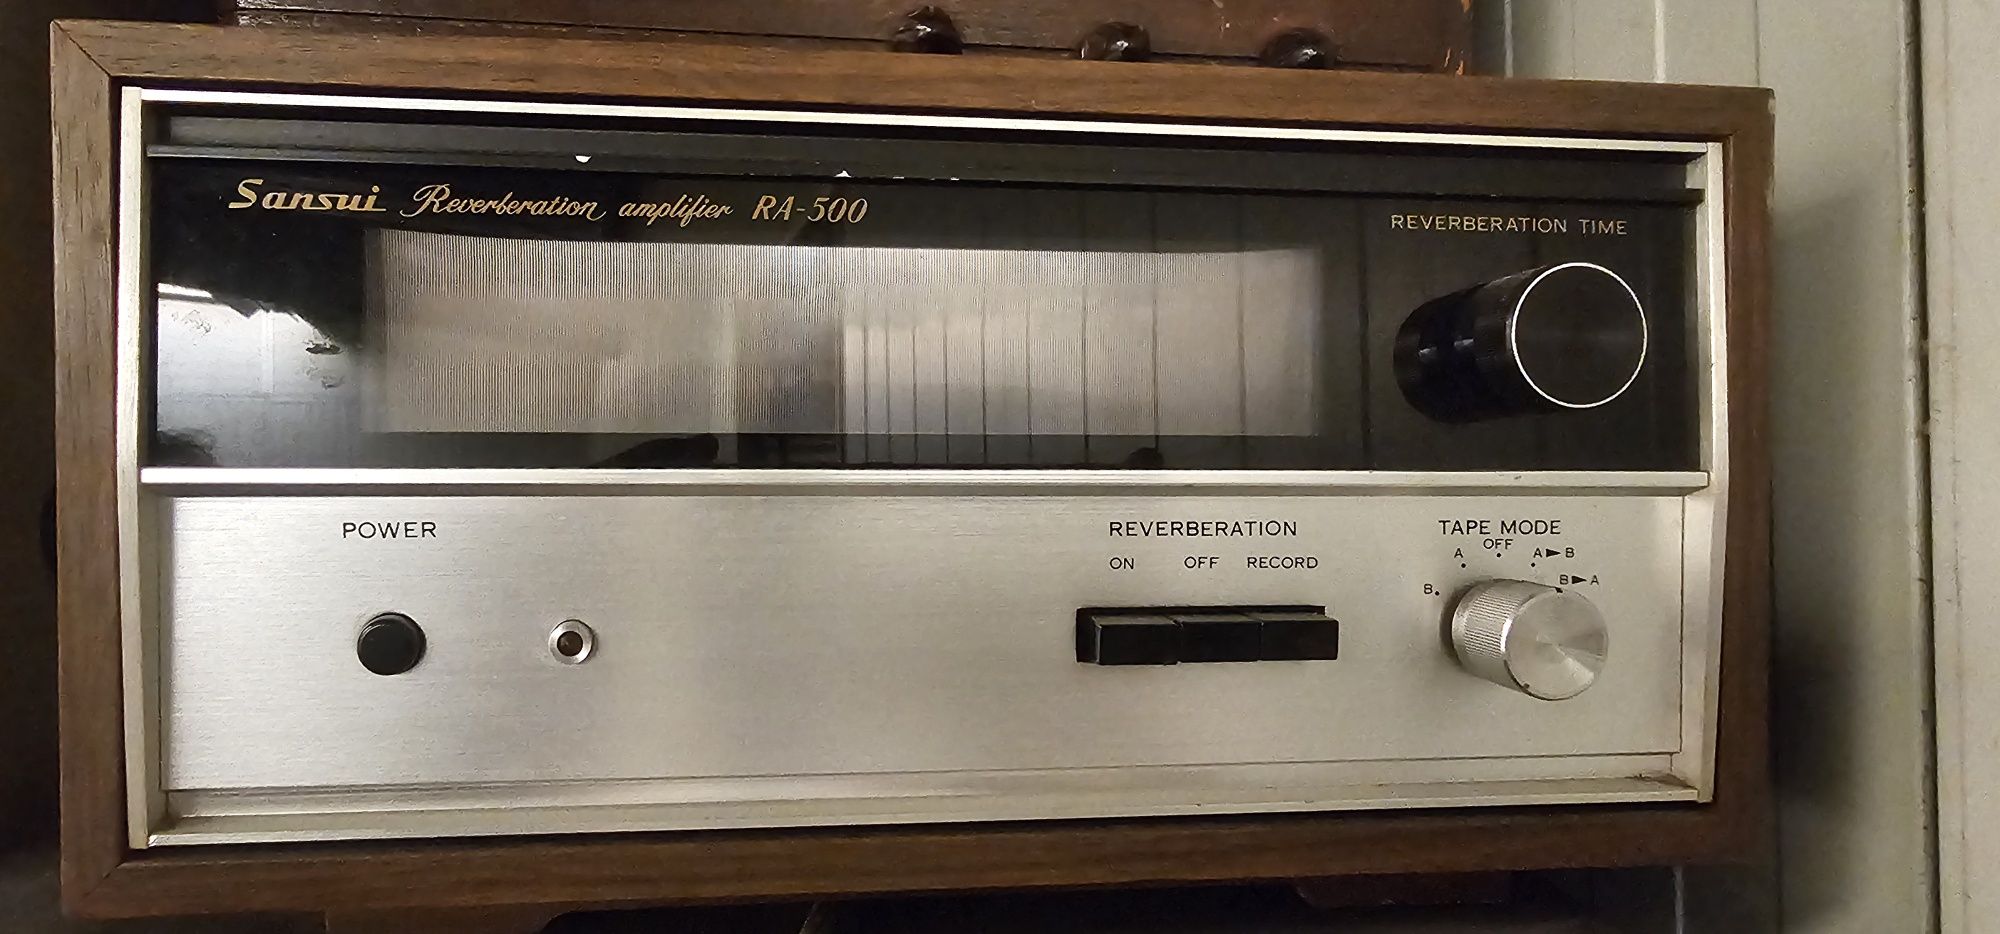 Sansui Reverberation amplifier RA-500
REVERBERATION TIME
POWER
REVERBERATION
ON OFF RECORD
TAPE MODE
OFF
A A►B
B B►A